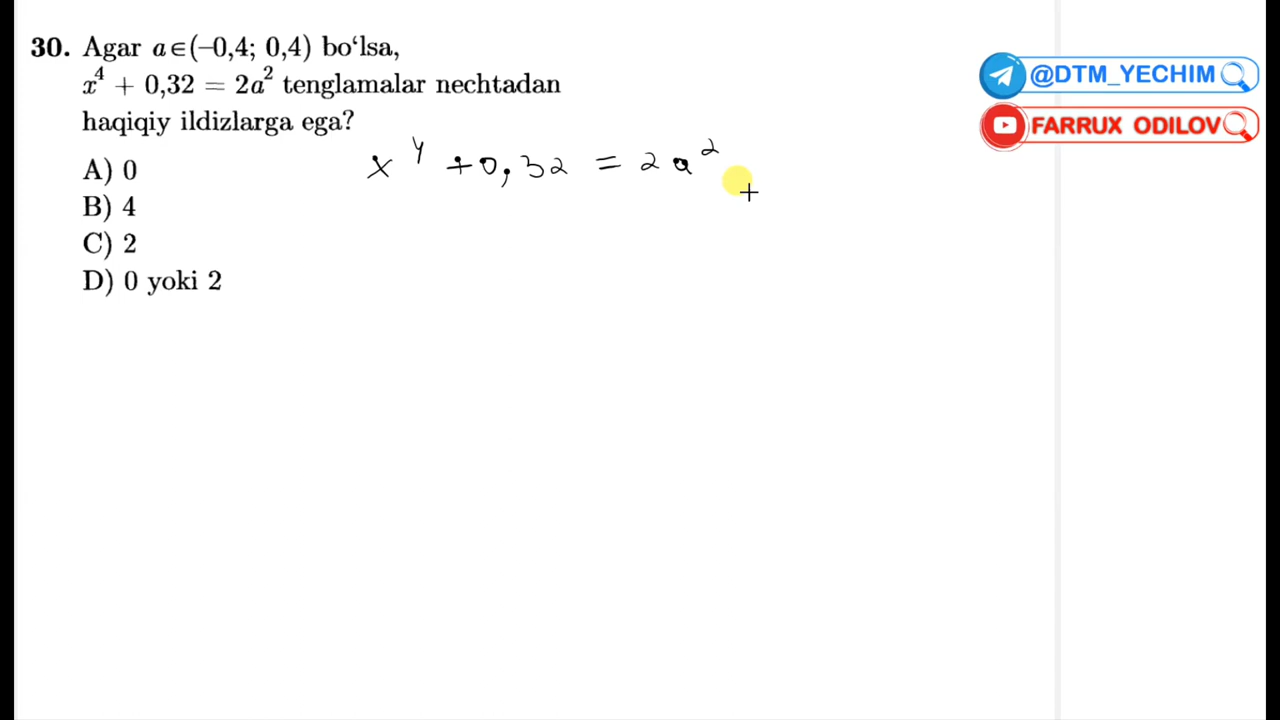 30. Agar a∈(–0,4; 0,4) bo‘lsa,
x⁴ + 0,32 = 2a² tenglamalar nechtadan
haqiqiy ildizlarga ega?
A) 0
B) 4
C) 2
D) 0 yoki 2
x⁴ +0,32 = 2a²
@DTM_YECHIM
FARRUX ODILOV